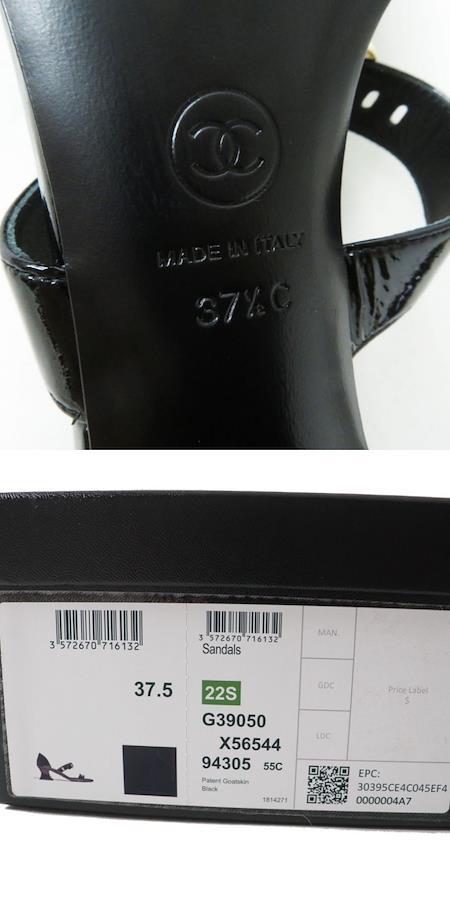 MADE IN ITALY
37½C
3 572670 716132
37.5
3 572670 716132
Sandals
22S
G39050
X56544
94305 55C
Patent Goatskin
Black
1814271
MAN.
GDC
LDC
Price Label
$
EPC:
30395CE4C045EF4
0000004A7